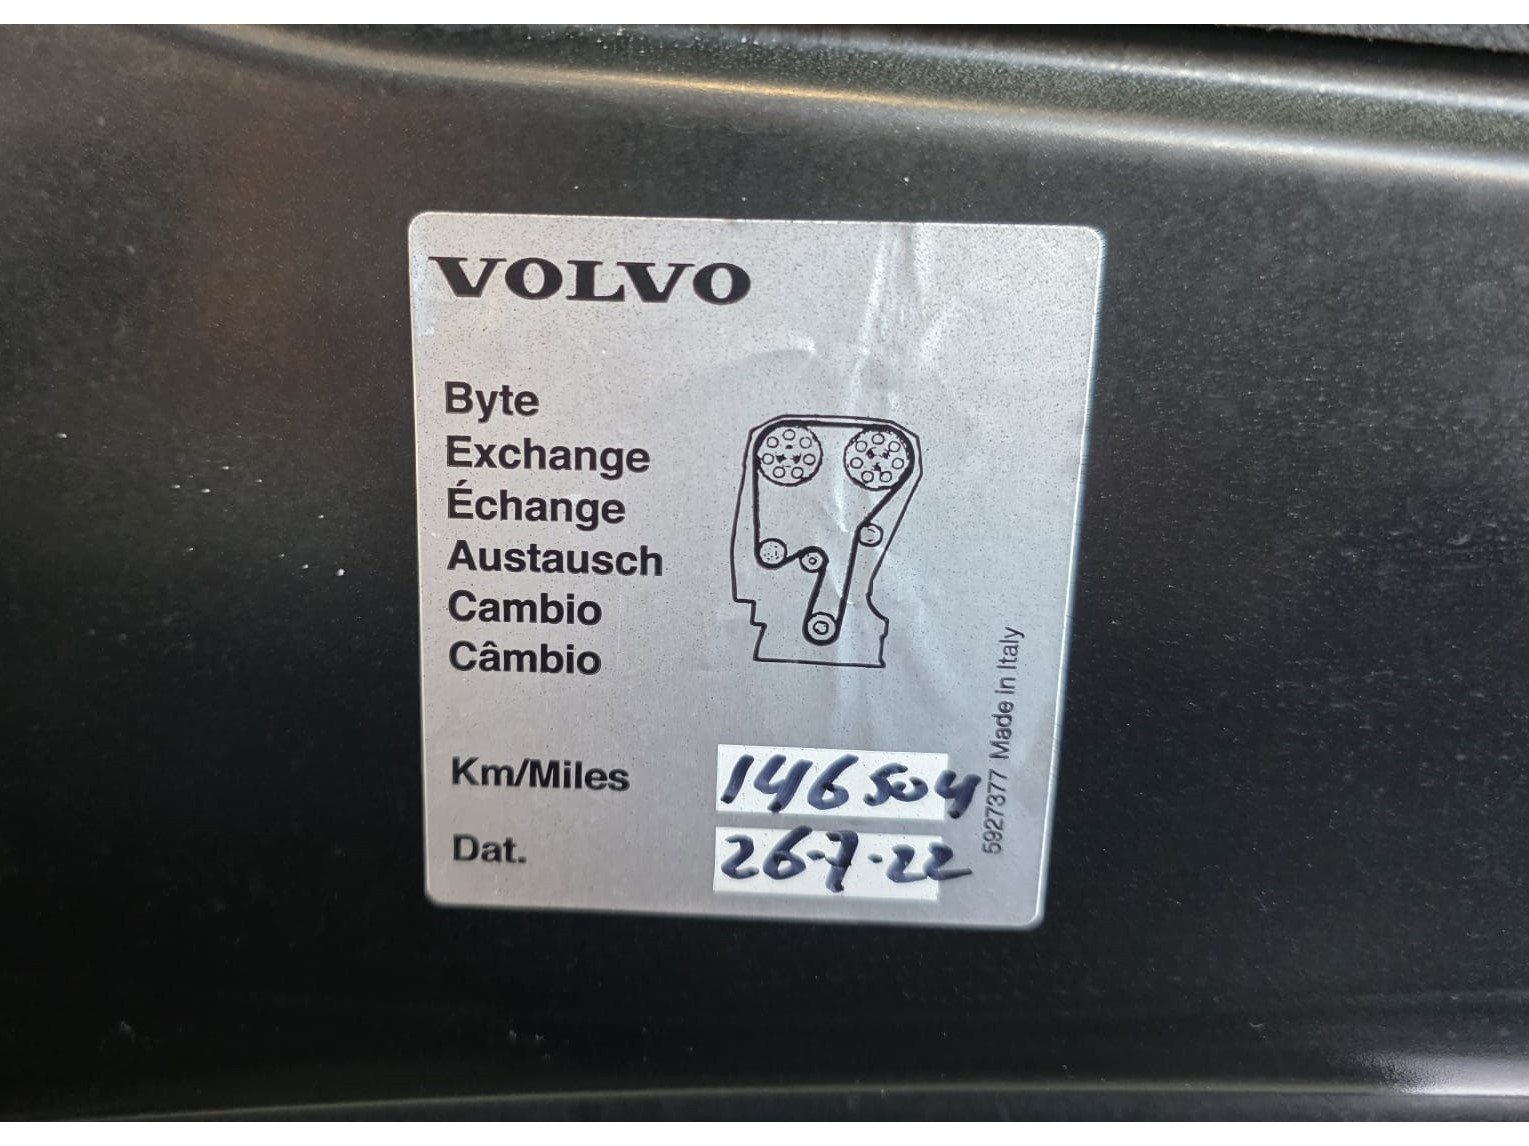 VOLVO
Byte
Exchange
Échange
Austausch
Cambio
Câmbio
Km/Miles 146504
Dat. 26-7-22
5927377 Made in Italy